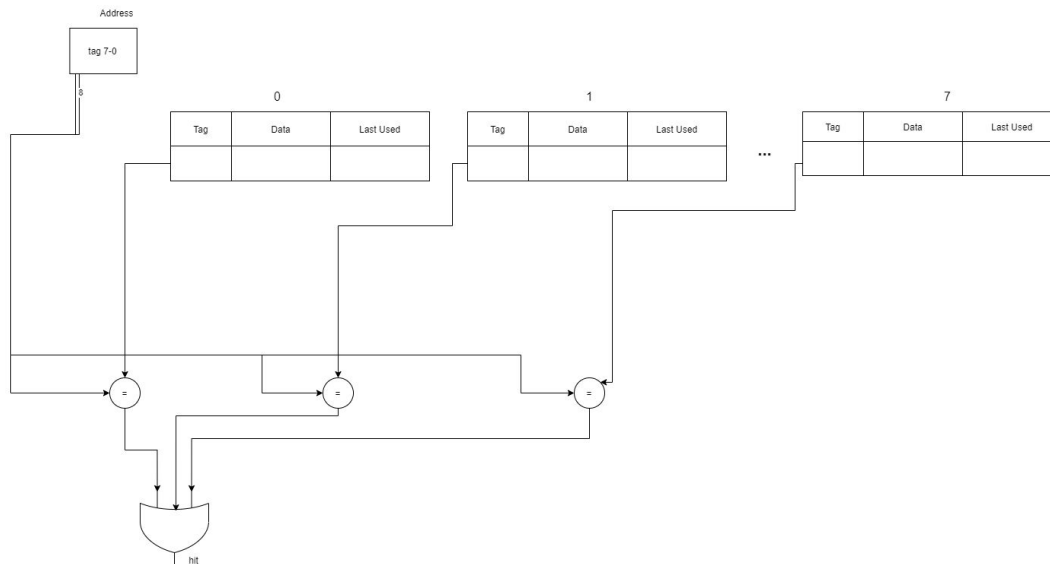 Address
tag 7-0
8
0
1
7
Tag Data Last Used
Tag Data Last Used
...
Tag Data Last Used
= = =
hit